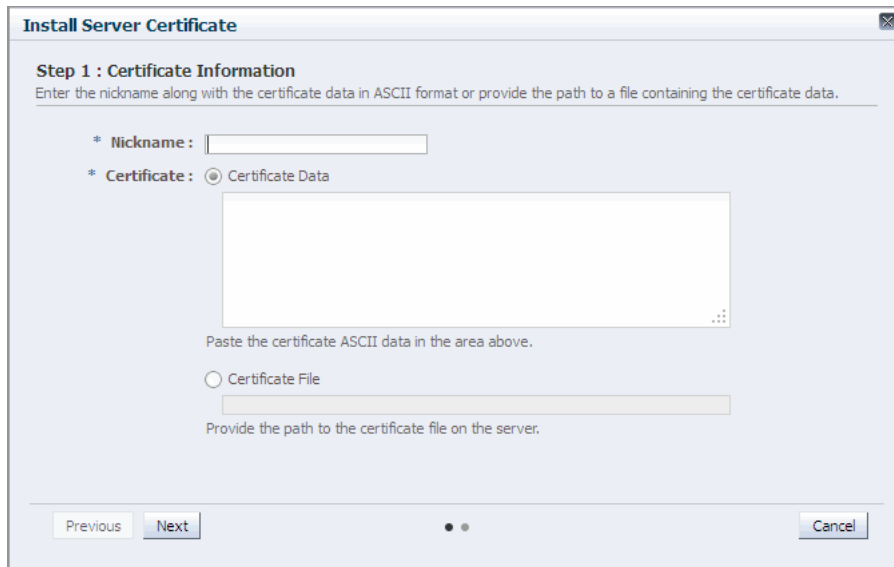 Install Server Certificate
Step 1 : Certificate Information
Enter the nickname along with the certificate data in ASCII format or provide the path to a file containing the certificate data.
* Nickname :
* Certificate : Certificate Data
Paste the certificate ASCII data in the area above.
Certificate File
Provide the path to the certificate file on the server.
Previous Next Cancel